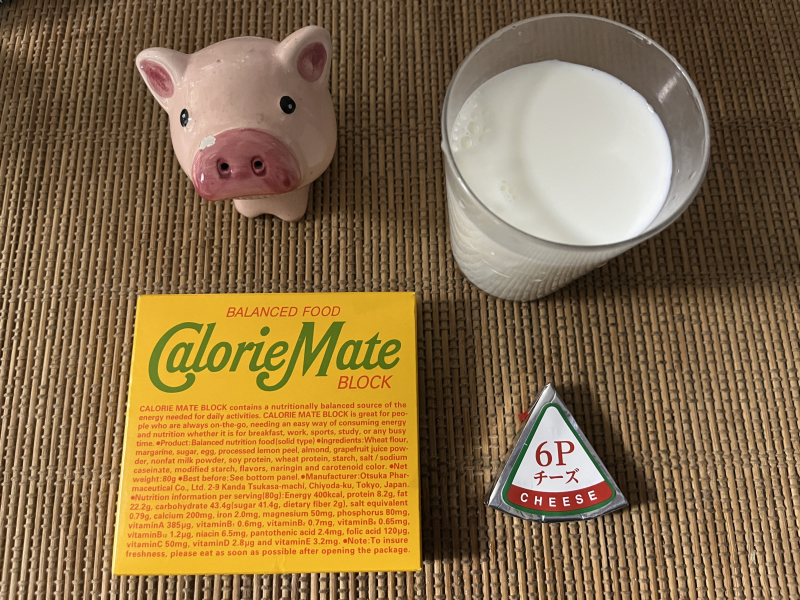 BALANCED FOOD
CalorieMate
BLOCK
CALORIE MATE BLOCK contains a nutritionally balanced source of the
energy needed for daily activities. CALORIE MATE BLOCK is great for peo-
ple who are always on-the-go, needing an easy way of consuming energy
and nutrition whether it is for breakfast, work, sports, study, or any busy
time. ●Product:Balanced nutrition food(solid type) ●Ingredients:Wheat flour,
margarine, sugar, egg, processed lemon peel, almond, grapefruit juice pow-
der, nonfat milk powder, soy protein, wheat protein, starch, salt / sodium
caseinate, modified starch, flavors, naringin and carotenoid color. ●Net
weight:80g ●Best before:See bottom panel. ●Manufacturer:Otsuka Phar-
maceutical Co., Ltd. 2-9 Kanda Tsukasa-machi, Chiyoda-ku, Tokyo, Japan
●Nutrition information per serving(80g):Energy 400kcal, protein 8.2g, fat
22.2g, carbohydrate 43.4g(sugar 41.4g, dietary fiber 2g), salt equivalent
0.79g, calcium 200mg, iron 2.0mg, magnesium 50mg, phosphorus 80mg,
vitaminA 385μg, vitaminB₁ 0.6mg, vitaminB₂ 0.7mg, vitaminB₆ 0.65mg,
vitaminB₁₂ 1.2μg, niacin 6.5mg, pantothenic acid 2.4mg, folic acid 120μg,
vitaminC 50mg, vitaminD 2.8μg and vitaminE 3.2mg. ●Note:To insure
freshness, please eat as soon as possible after opening the package.
6P
チーズ
CHEESE